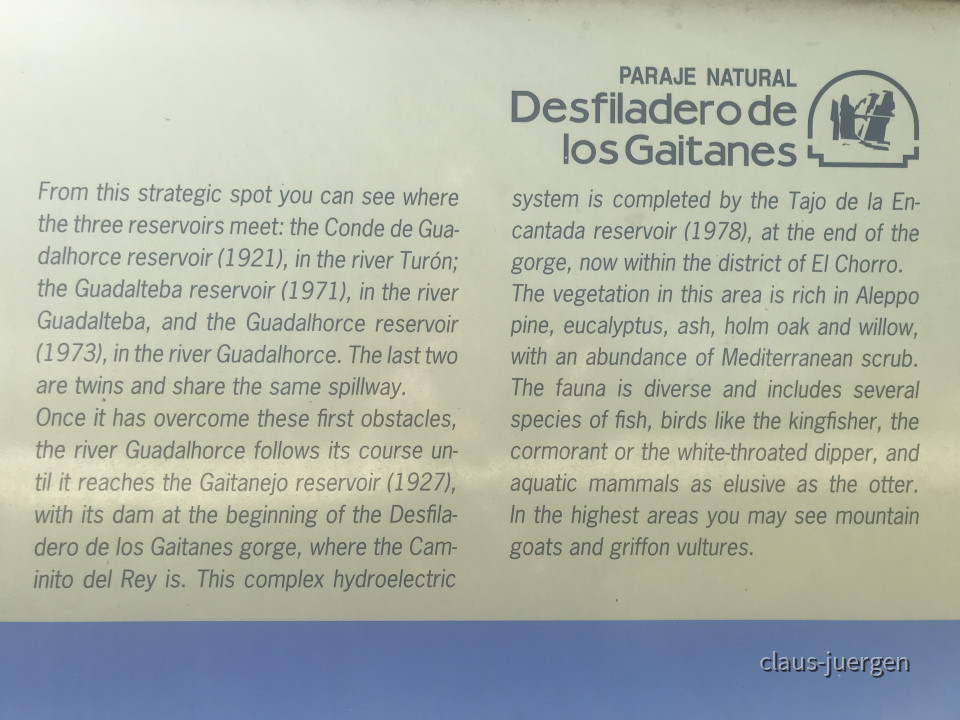 PARAJE NATURAL
Desfiladero de
los Gaitanes
From this strategic spot you can see where
the three reservoirs meet: the Conde de Gua-
dalhorce reservoir (1921), in the river Turón;
the Guadalteba reservoir (1971), in the river
Guadalteba, and the Guadalhorce reservoir
(1973), in the river Guadalhorce. The last two
are twins and share the same spillway.
Once it has overcome these first obstacles,
the river Guadalhorce follows its course un-
til it reaches the Gaitanejo reservoir (1927),
with its dam at the beginning of the Desfila-
dero de los Gaitanes gorge, where the Cam-
inito del Rey is. This complex hydroelectric
system is completed by the Tajo de la En-
cantada reservoir (1978), at the end of the
gorge, now within the district of El Chorro.
The vegetation in this area is rich in Aleppo
pine, eucalyptus, ash, holm oak and willow,
with an abundance of Mediterranean scrub.
The fauna is diverse and includes several
species of fish, birds like the kingfisher, the
cormorant or the white-throated dipper, and
aquatic mammals as elusive as the otter.
In the highest areas you may see mountain
goats and griffon vultures.
claus-juergen